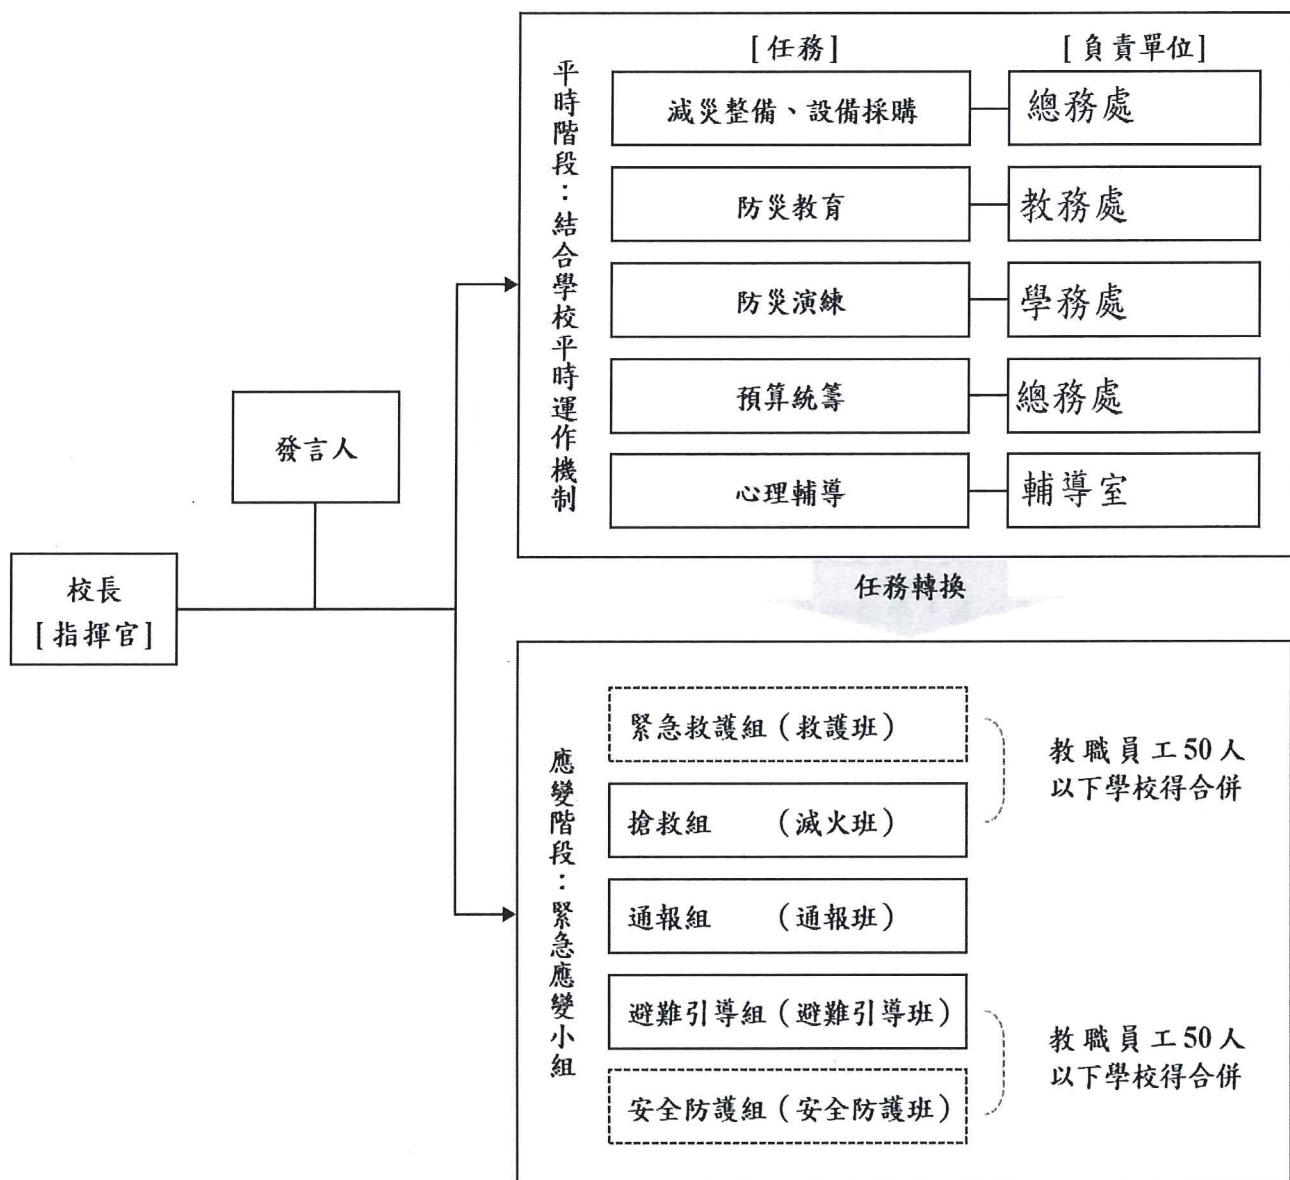 校長
[指揮官]
發言人
平時階段：結合學校平時運作機制
[任務]
[負責單位]
減災整備、設備採購
總務處
防災教育
教務處
防災演練
學務處
預算統籌
總務處
心理輔導
輔導室
任務轉換
應變階段：緊急應變小組
緊急救護組（救護班）
搶救組　　（滅火班）
教職員工50人
以下學校得合併
通報組　　（通報班）
避難引導組（避難引導班）
安全防護組（安全防護班）
教職員工50人
以下學校得合併